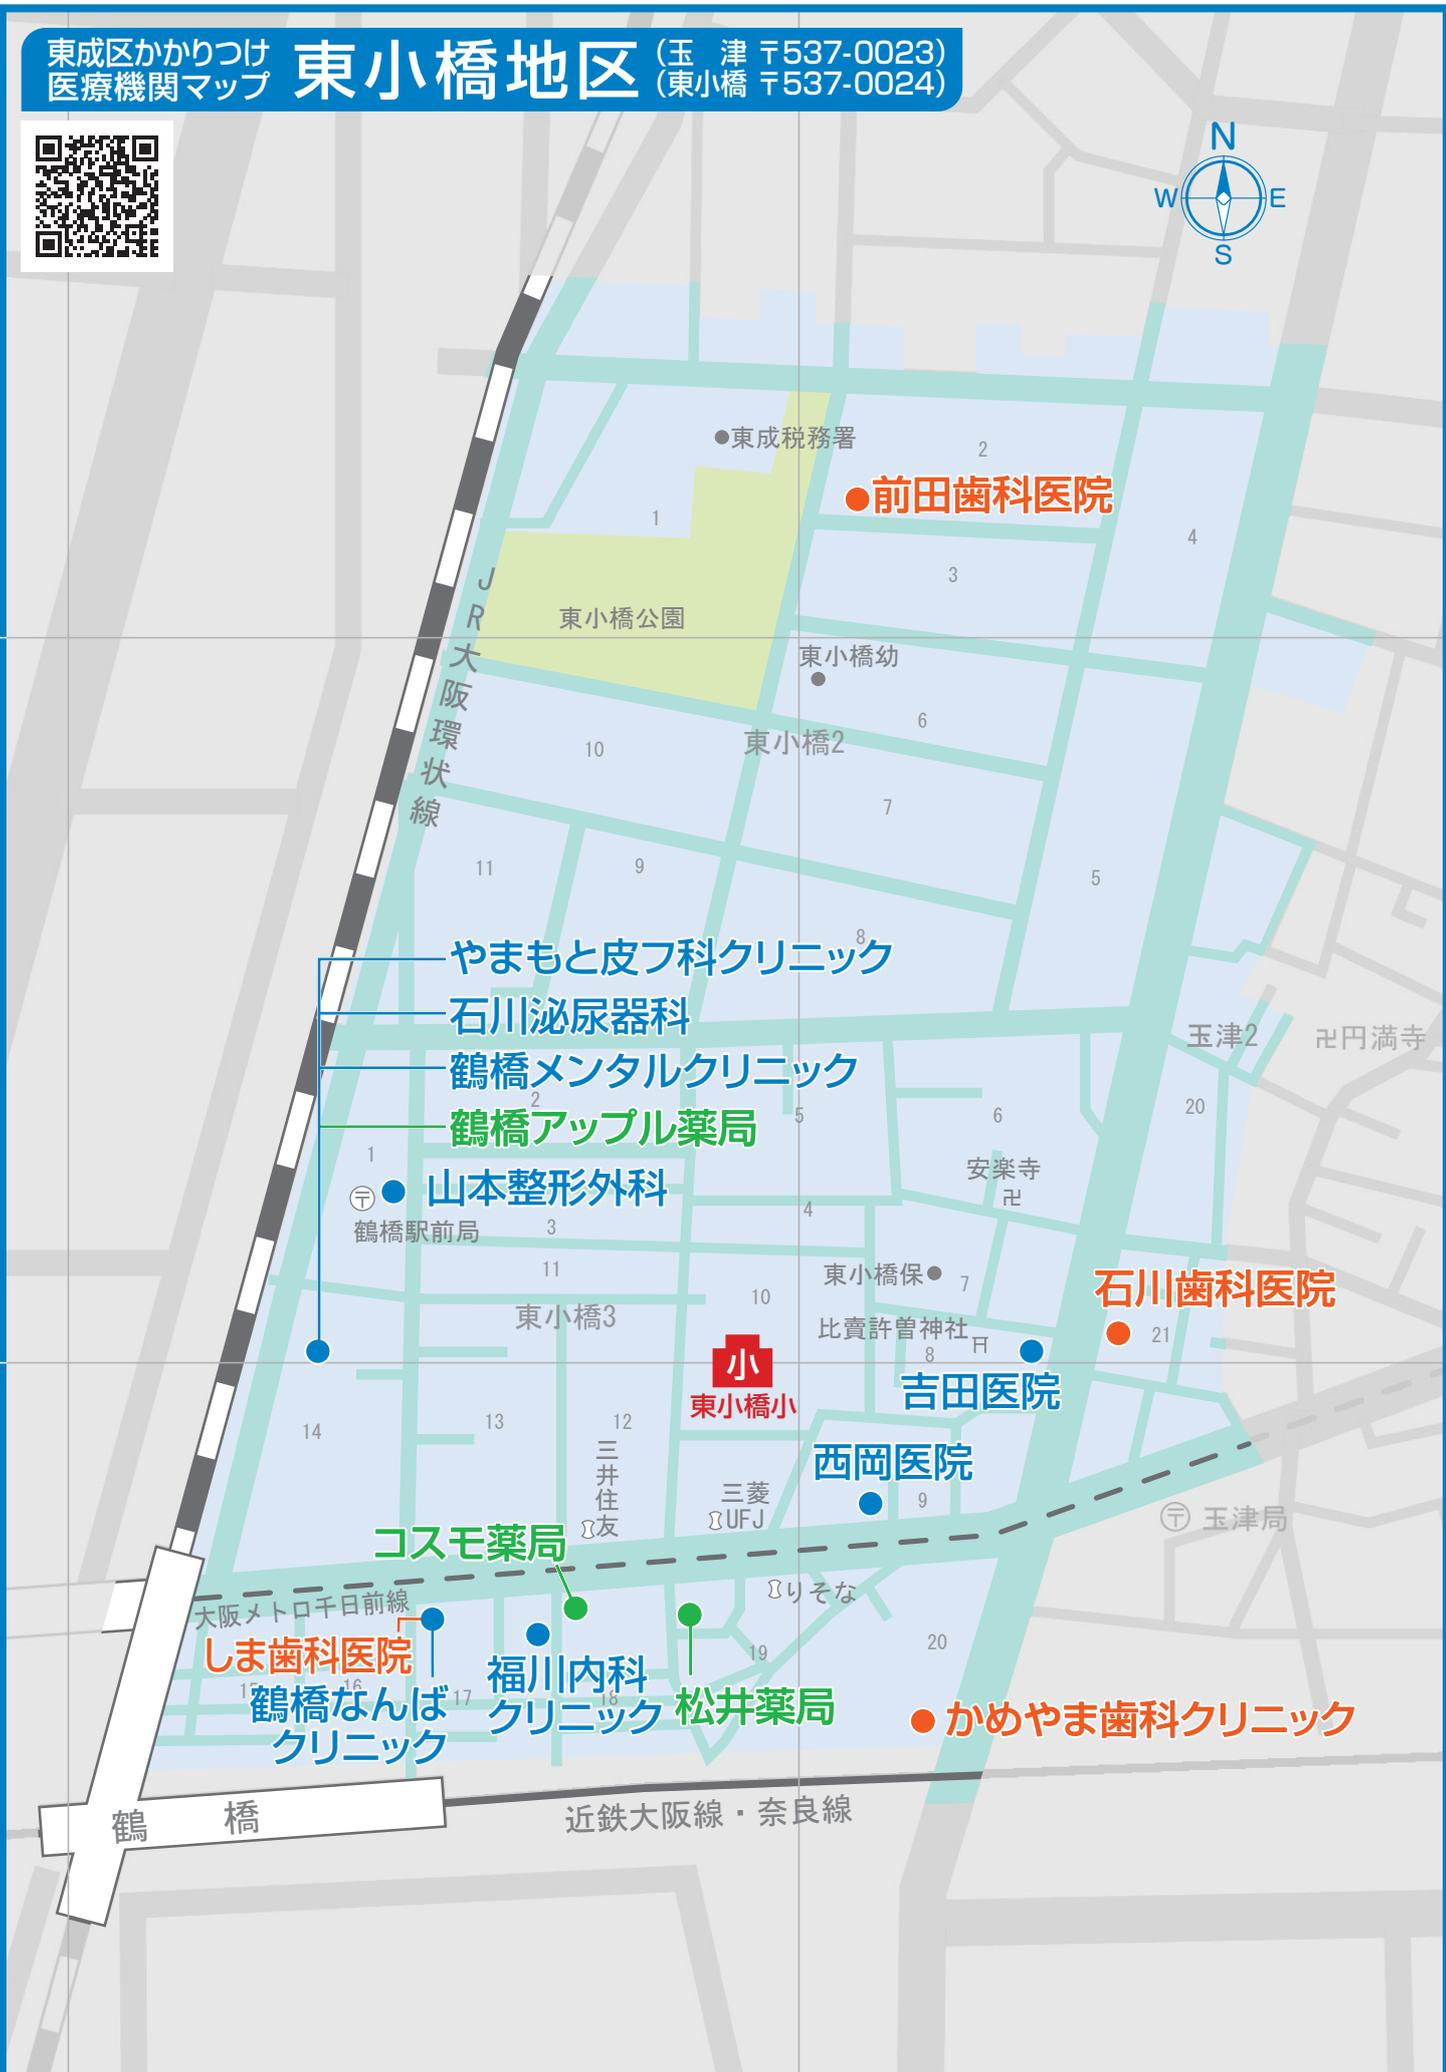 東成区かかりつけ
医療機関マップ
東小橋地区
（玉　津 〒537-0023）
（東小橋 〒537-0024）
N
W
E
S
東成税務署
2
前田歯科医院
1
4
3
JR大阪環状線
東小橋公園
東小橋幼
6
東小橋2
10
7
11
9
5
8
やまもと皮フ科クリニック
石川泌尿器科
玉津2
卍円満寺
鶴橋メンタルクリニック
2
鶴橋アップル薬局
5
6
20
1
安楽寺
卍
〒
山本整形外科
鶴橋駅前局
3
4
11
東小橋保
7
10
石川歯科医院
東小橋3
比賣許曽神社
8
21
小
東小橋小
吉田医院
14
13
12
三井住友
西岡医院
三菱
UFJ
9
〒 玉津局
コスモ薬局
大阪メトロ千日前線
りそな
しま歯科医院
19
20
15
16
17
18
鶴橋なんば
クリニック
福川内科
クリニック
松井薬局
かめやま歯科クリニック
鶴　橋
近鉄大阪線・奈良線